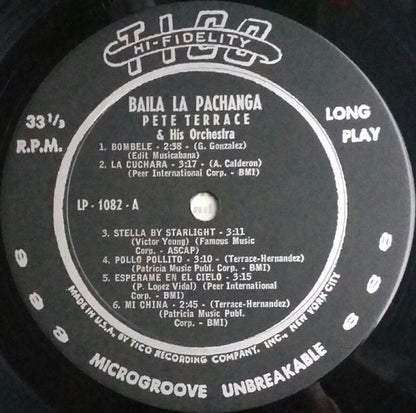 TICO
HI-FIDELITY
BAILA LA PACHANGA
PETE TERRACE
& His Orchestra
33 1/3
R.P.M.
LONG
PLAY
1. BOMBELE - 2:38 - (G. Gonzalez)
(Edit Musicabana)
2. LA CUCHARA - 3:17 - (A. Calderon)
(Peer International Corp. - BMI)
LP - 1082 - A
3. STELLA BY STARLIGHT - 3:11
(Victor Young) (Famous Music
Corp. - ASCAP)
4. POLLO POLLITO - 3:10 - (Terrace-Hernandez)
(Patricia Music Publ. Corp. - BMI)
5. ESPERAME EN EL CIELO - 3:15
(P. Lopez Vidal) (Peer International
Corp. - BMI)
6. MI CHINA - 2:45 - (Terrace-Hernandez)
(Patricia Music Publ.
Corp. - BMI)
MADE IN U.S.A. BY TICO RECORDING COMPANY, INC., NEW YORK CITY
MICROGROOVE UNBREAKABLE